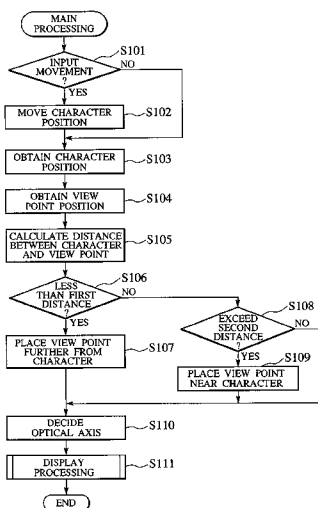 MAIN
PROCESSING
S101
INPUT
MOVEMENT
?
NO
YES
MOVE CHARACTER
POSITION
S102
OBTAIN CHARACTER
POSITION
S103
OBTAIN VIEW
POINT POSITION
S104
CALCULATE DISTANCE
BETWEEN CHARACTER
AND VIEW POINT
S105
S106
LESS
THAN FIRST
DISTANCE
?
NO
YES
S108
EXCEED
SECOND
DISTANCE
?
NO
YES
PLACE VIEW POINT
FURTHER FROM
CHARACTER
S107
S109
PLACE VIEW POINT
NEAR CHARACTER
DECIDE
OPTICAL AXIS
S110
DISPLAY
PROCESSING
S111
END